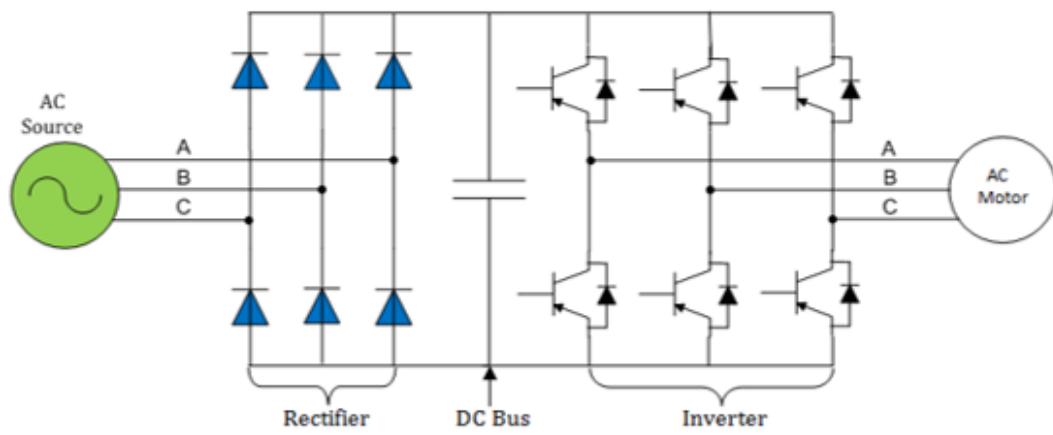 AC
Source
A
B
C
A
B
C
AC
Motor
Rectifier
DC Bus
Inverter